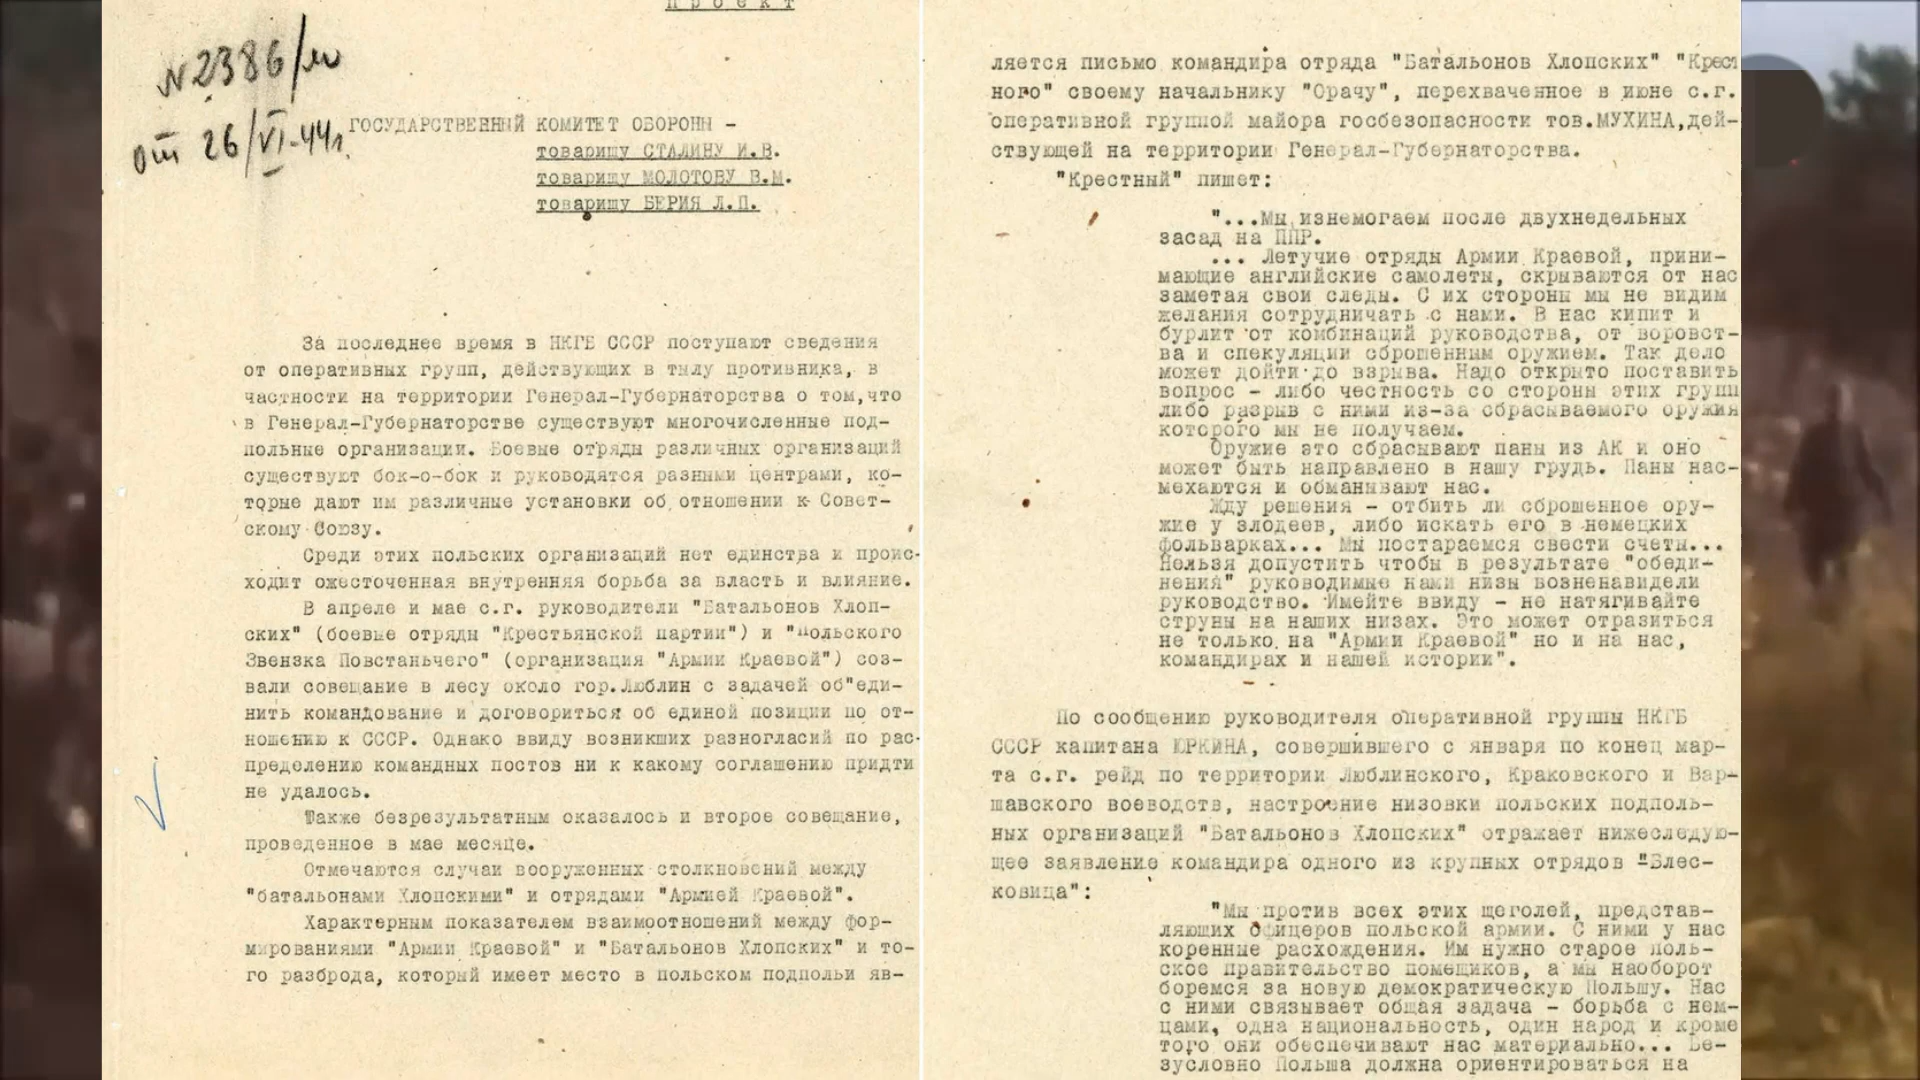 Проект
№2386/м
от 26/VI-44г.
ГОСУДАРСТВЕННЫЙ КОМИТЕТ ОБОРОНЫ -
товарищу СТАЛИНУ И.В.
товарищу МОЛОТОВУ В.М.
товарищу БЕРИЯ Л.П.
За последнее время в НКГБ СССР поступают сведения
от оперативных групп, действующих в тылу противника, в
частности на территории Генерал-Губернаторства о том,что
в Генерал-Губернаторстве существуют многочисленные под-
польные организации. Боевые отряды различных организаций
существуют бок-о-бок и руководятся разными центрами, ко-
торые дают им различные установки об отношении к Совет-
скому Союзу.
Среди этих польских организаций нет единства и проис-
ходит ожесточенная внутренняя борьба за власть и влияние.
В апреле и мае с.г. руководители "Батальонов Хлоп-
ских" (боевые отряды "Крестьянской партии") и "Польского
Звензка Повстаньчего" (организация "Армии Краевой") соз-
вали совещание в лесу около гор.Люблин с задачей об"еди-
нить командование и договориться об единой позиции по от-
ношению к СССР. Однако ввиду возникших разногласий по рас-
пределению командных постов ни к какому соглашению придти
не удалось.
Также безрезультатным оказалось и второе совещание,
проведенное в мае месяце.
Отмечаются случаи вооруженных столкновений между
"батальонами Хлопскими" и отрядами "Армией Краевой".
Характерным показателем взаимоотношений между фор-
мированиями "Армии Краевой" и "Батальонов Хлопских" и то-
го разброда, который имеет место в польском подпольи яв-
ляется письмо командира отряда "Батальонов Хлопских" "Крест
ного" своему начальнику "Срачу", перехваченное в июне с.г.
оперативной группой майора госбезопасности тов.МУХИНА,дей-
ствующей на территории Генерал-Губернаторства.
"Крестный" пишет:
"...Мы изнемогаем после двухнедельных
засад на ППР.
... Летучие отряды Армии Краевой, прини-
мающие английские самолеты, скрываются от нас
заметая свои следы. С их стороны мы не видим
желания сотрудничать с нами. В нас кипит и
бурлит от комбинаций руководства, от воровст-
ва и спекуляции сброшенным оружием. Так дело
может дойти до взрыва. Надо открыто поставить
вопрос - либо честность со стороны этих групп
либо разрыв с ними из-за сбрасываемого оружия
которого мы не получаем.
Оружие это сбрасывают паны из АК и оно
может быть направлено в нашу грудь. Паны нас-
мехаются и обманывают нас.
Жду решения - отбить ли сброшенное ору-
жие у злодеев, либо искать его в немецких
фольварках... Мы постараемся свести счеты...
Нельзя допустить чтобы в результате "обеди-
нения" руководимые нами низы возненавидели
руководство. Имейте ввиду - не натягивайте
струны на наших низах. Это может отразиться
не только на "Армии Краевой" но и на нас,
командирах и нашей истории".
По сообщению руководителя оперативной группы НКГБ
СССР капитана ЮРКИНА, совершившего с января по конец мар-
та с.г. рейд по территории Люблинского, Краковского и Вар-
шавского воеводств, настроение низовки польских подполь-
ных организаций "Батальонов Хлопских" отражает нижеследую-
щее заявление командира одного из крупных отрядов "Блес-
ковица":
"Мы против всех этих щеголей, представ-
ляющих офицеров польской армии. С ними у нас
коренные расхождения. Им нужно старое поль-
ское правительство помещиков, а мы наоборот
боремся за новую демократическую Польшу. Нас
с ними связывает общая задача - борьба с нем-
цами, одна национальность, один народ и кроме
того они обеспечивают нас материально... Бе-
зусловно Польша должна ориентироваться на